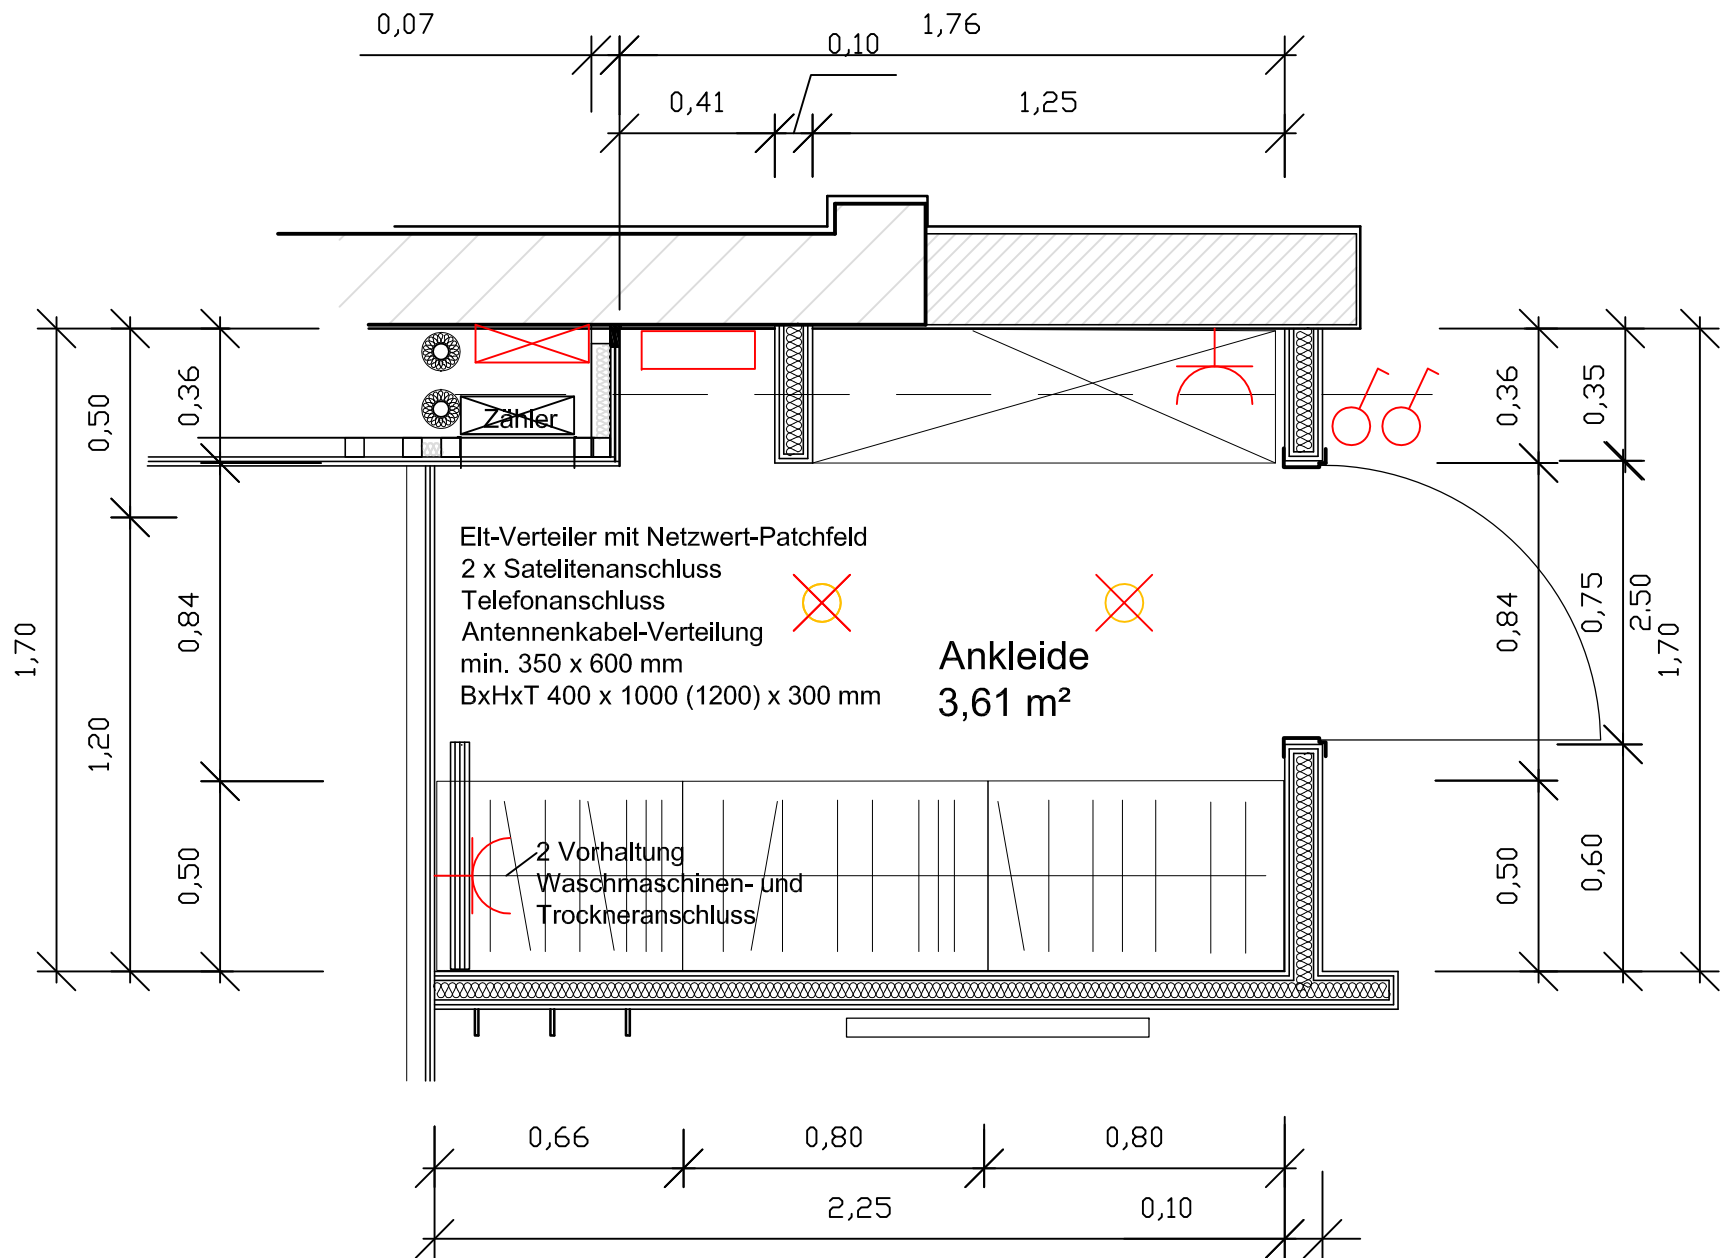 0,07
1,76
0,10
0,41
1,25
Zähler
0,50
0,36
0,36
0,35
Elt-Verteiler mit Netzwert-Patchfeld
2 x Satelitenanschluss
Telefonanschluss
Antennenkabel-Verteilung
min. 350 x 600 mm
BxHxT 400 x 1000 (1200) x 300 mm
Ankleide
3,61 m²
1,70
0,84
1,20
0,84
0,75
2.50
1,70
0,50
0,50
0,60
2 Vorhaltung
Waschmaschinen- und
Trockneranschluss
0,66
0,80
0,80
2,25
0,10